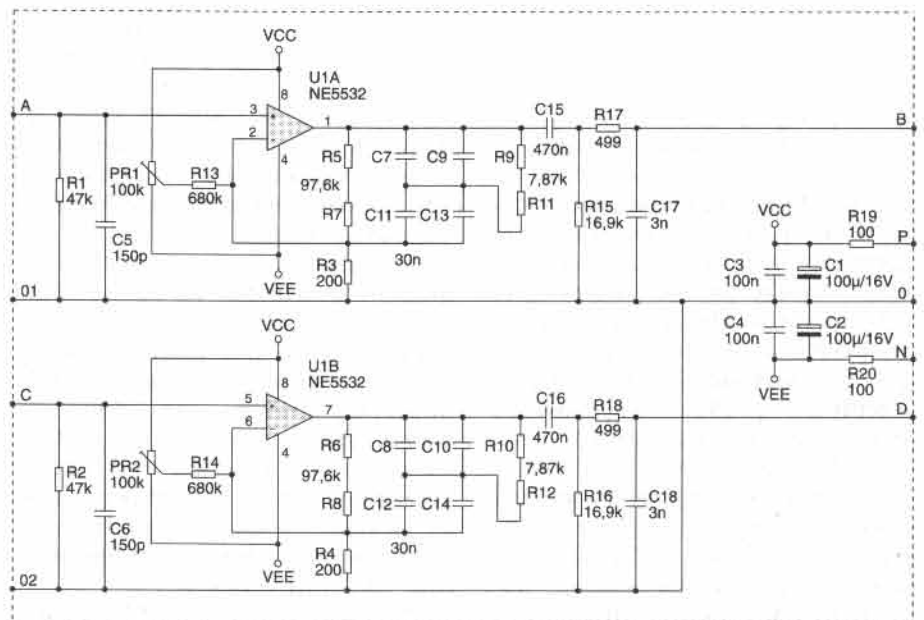 VCC
U1A
NE5532
8
A
3
2
1
4
C15
470n
R17
499
B
PR1
100k
R13
680k
R1
47k
C5
150p
R5
97,6k
R7
C7
C9
C11
C13
30n
R9
7,87k
R11
R15
16,9k
C17
3n
R3
200
VEE
01
VCC
R19
100
P
C3
100n
C1
100µ/16V
0
C4
100n
C2
100µ/16V
N
R20
100
VEE
VCC
U1B
NE5532
8
C
5
6
7
4
C16
470n
R18
499
D
PR2
100k
R14
680k
R2
47k
C6
150p
R6
97,6k
R8
C8
C10
C12
C14
30n
R10
7,87k
R12
R16
16,9k
C18
3n
R4
200
VEE
02